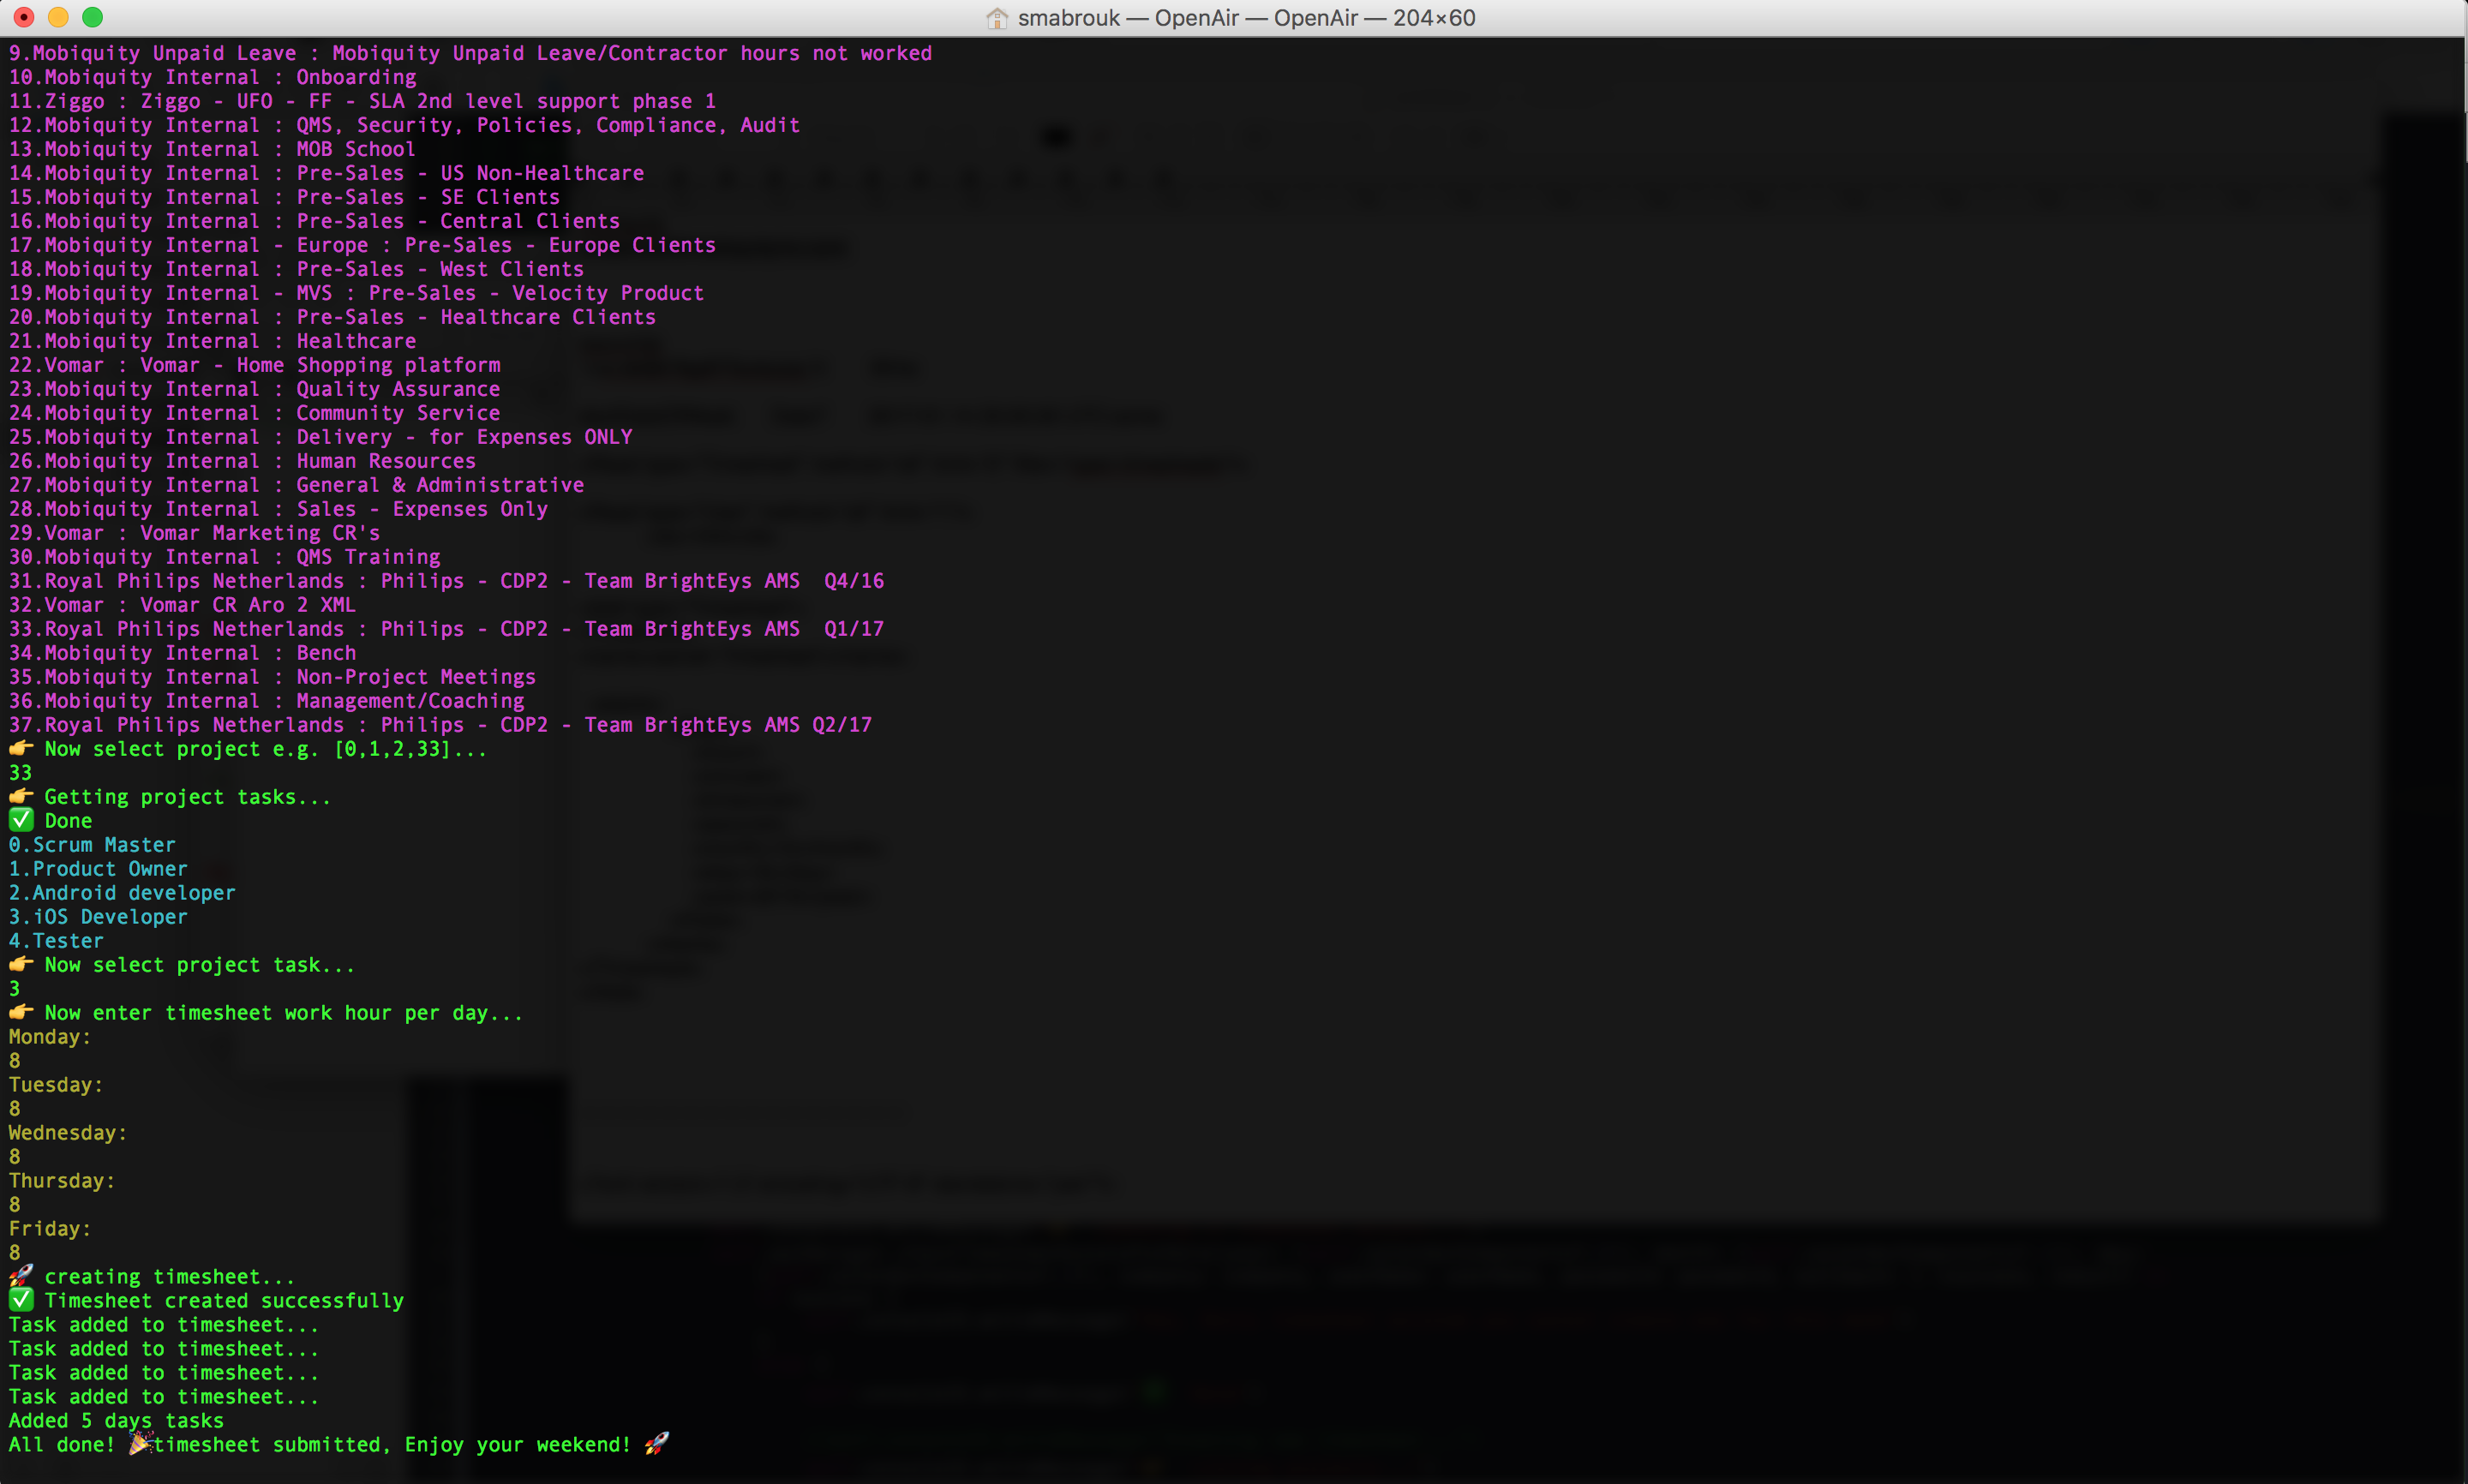 smabrouk — OpenAir — OpenAir — 204×60
9.Mobiquity Unpaid Leave : Mobiquity Unpaid Leave/Contractor hours not worked
10.Mobiquity Internal : Onboarding
11.Ziggo : Ziggo - UFO - FF - SLA 2nd level support phase 1
12.Mobiquity Internal : QMS, Security, Policies, Compliance, Audit
13.Mobiquity Internal : MOB School
14.Mobiquity Internal : Pre-Sales - US Non-Healthcare
15.Mobiquity Internal : Pre-Sales - SE Clients
16.Mobiquity Internal : Pre-Sales - Central Clients
17.Mobiquity Internal - Europe : Pre-Sales - Europe Clients
18.Mobiquity Internal : Pre-Sales - West Clients
19.Mobiquity Internal - MVS : Pre-Sales - Velocity Product
20.Mobiquity Internal : Pre-Sales - Healthcare Clients
21.Mobiquity Internal : Healthcare
22.Vomar : Vomar - Home Shopping platform
23.Mobiquity Internal : Quality Assurance
24.Mobiquity Internal : Community Service
25.Mobiquity Internal : Delivery - for Expenses ONLY
26.Mobiquity Internal : Human Resources
27.Mobiquity Internal : General & Administrative
28.Mobiquity Internal : Sales - Expenses Only
29.Vomar : Vomar Marketing CR's
30.Mobiquity Internal : QMS Training
31.Royal Philips Netherlands : Philips - CDP2 - Team BrightEys AMS  Q4/16
32.Vomar : Vomar CR Aro 2 XML
33.Royal Philips Netherlands : Philips - CDP2 - Team BrightEys AMS  Q1/17
34.Mobiquity Internal : Bench
35.Mobiquity Internal : Non-Project Meetings
36.Mobiquity Internal : Management/Coaching
37.Royal Philips Netherlands : Philips - CDP2 - Team BrightEys AMS Q2/17
👉 Now select project e.g. [0,1,2,33]...
33
👉 Getting project tasks...
✅ Done
0.Scrum Master
1.Product Owner
2.Android developer
3.iOS Developer
4.Tester
👉 Now select project task...
3
👉 Now enter timesheet work hour per day...
Monday:
8
Tuesday:
8
Wednesday:
8
Thursday:
8
Friday:
8
🚀 creating timesheet...
✅ Timesheet created successfully
Task added to timesheet...
Task added to timesheet...
Task added to timesheet...
Task added to timesheet...
Added 5 days tasks
All done! 🎉timesheet submitted, Enjoy your weekend! 🚀